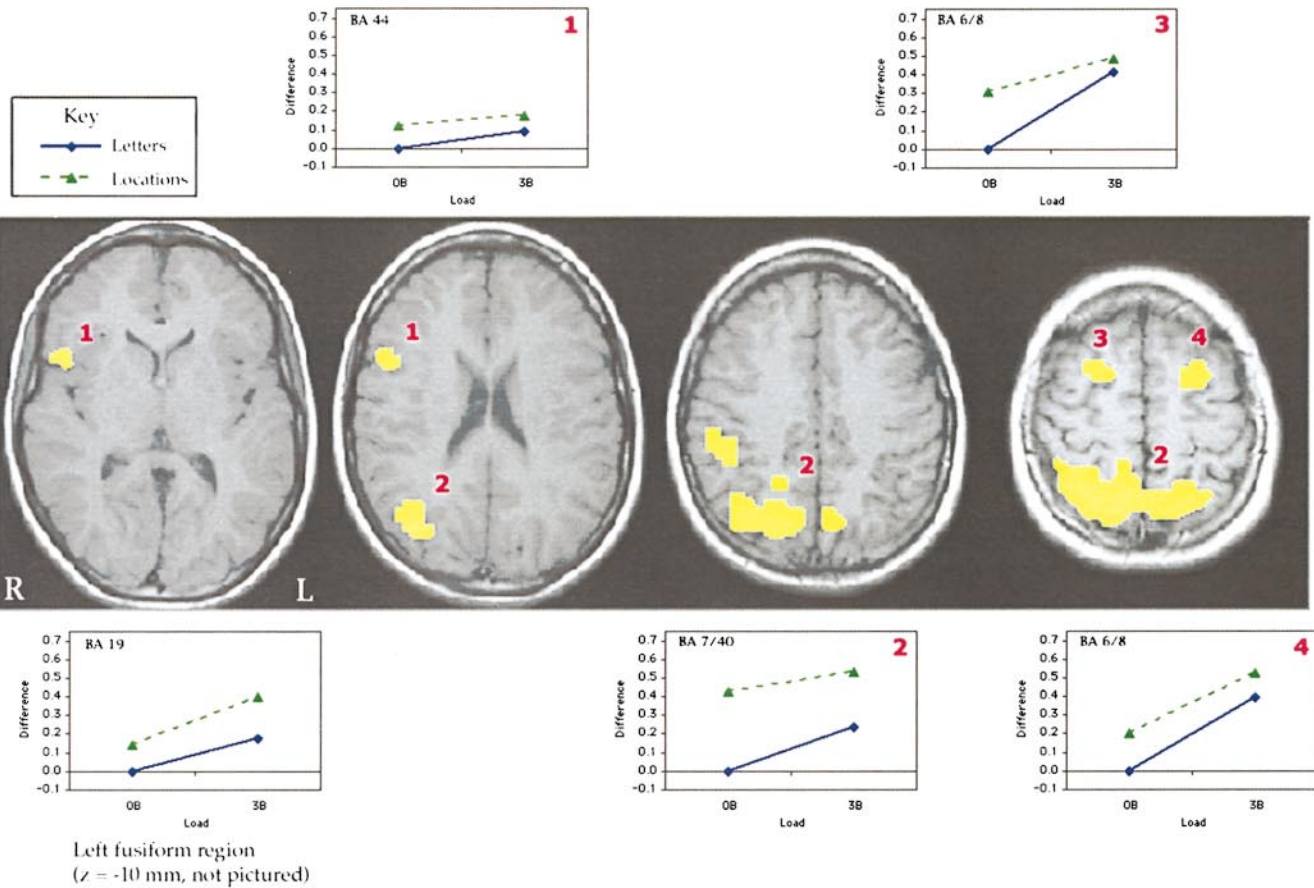 BA 44
1
0.7
0.6
0.5
0.4
0.3
0.2
0.1
0.0
-0.1
Difference
0B
3B
Load
BA 6/8
3
0.7
0.6
0.5
0.4
0.3
0.2
0.1
0.0
-0.1
Difference
0B
3B
Load
Key
Letters
Locations
1
1
2
2
3
4
2
R
L
BA 19
0.7
0.6
0.5
0.4
0.3
0.2
0.1
0.0
-0.1
Difference
0B
3B
Load
Left fusiform region
(z = -10 mm, not pictured)
BA 7/40
2
0.7
0.6
0.5
0.4
0.3
0.2
0.1
0.0
-0.1
Difference
0B
3B
Load
BA 6/8
4
0.7
0.6
0.5
0.4
0.3
0.2
0.1
0.0
-0.1
Difference
0B
3B
Load